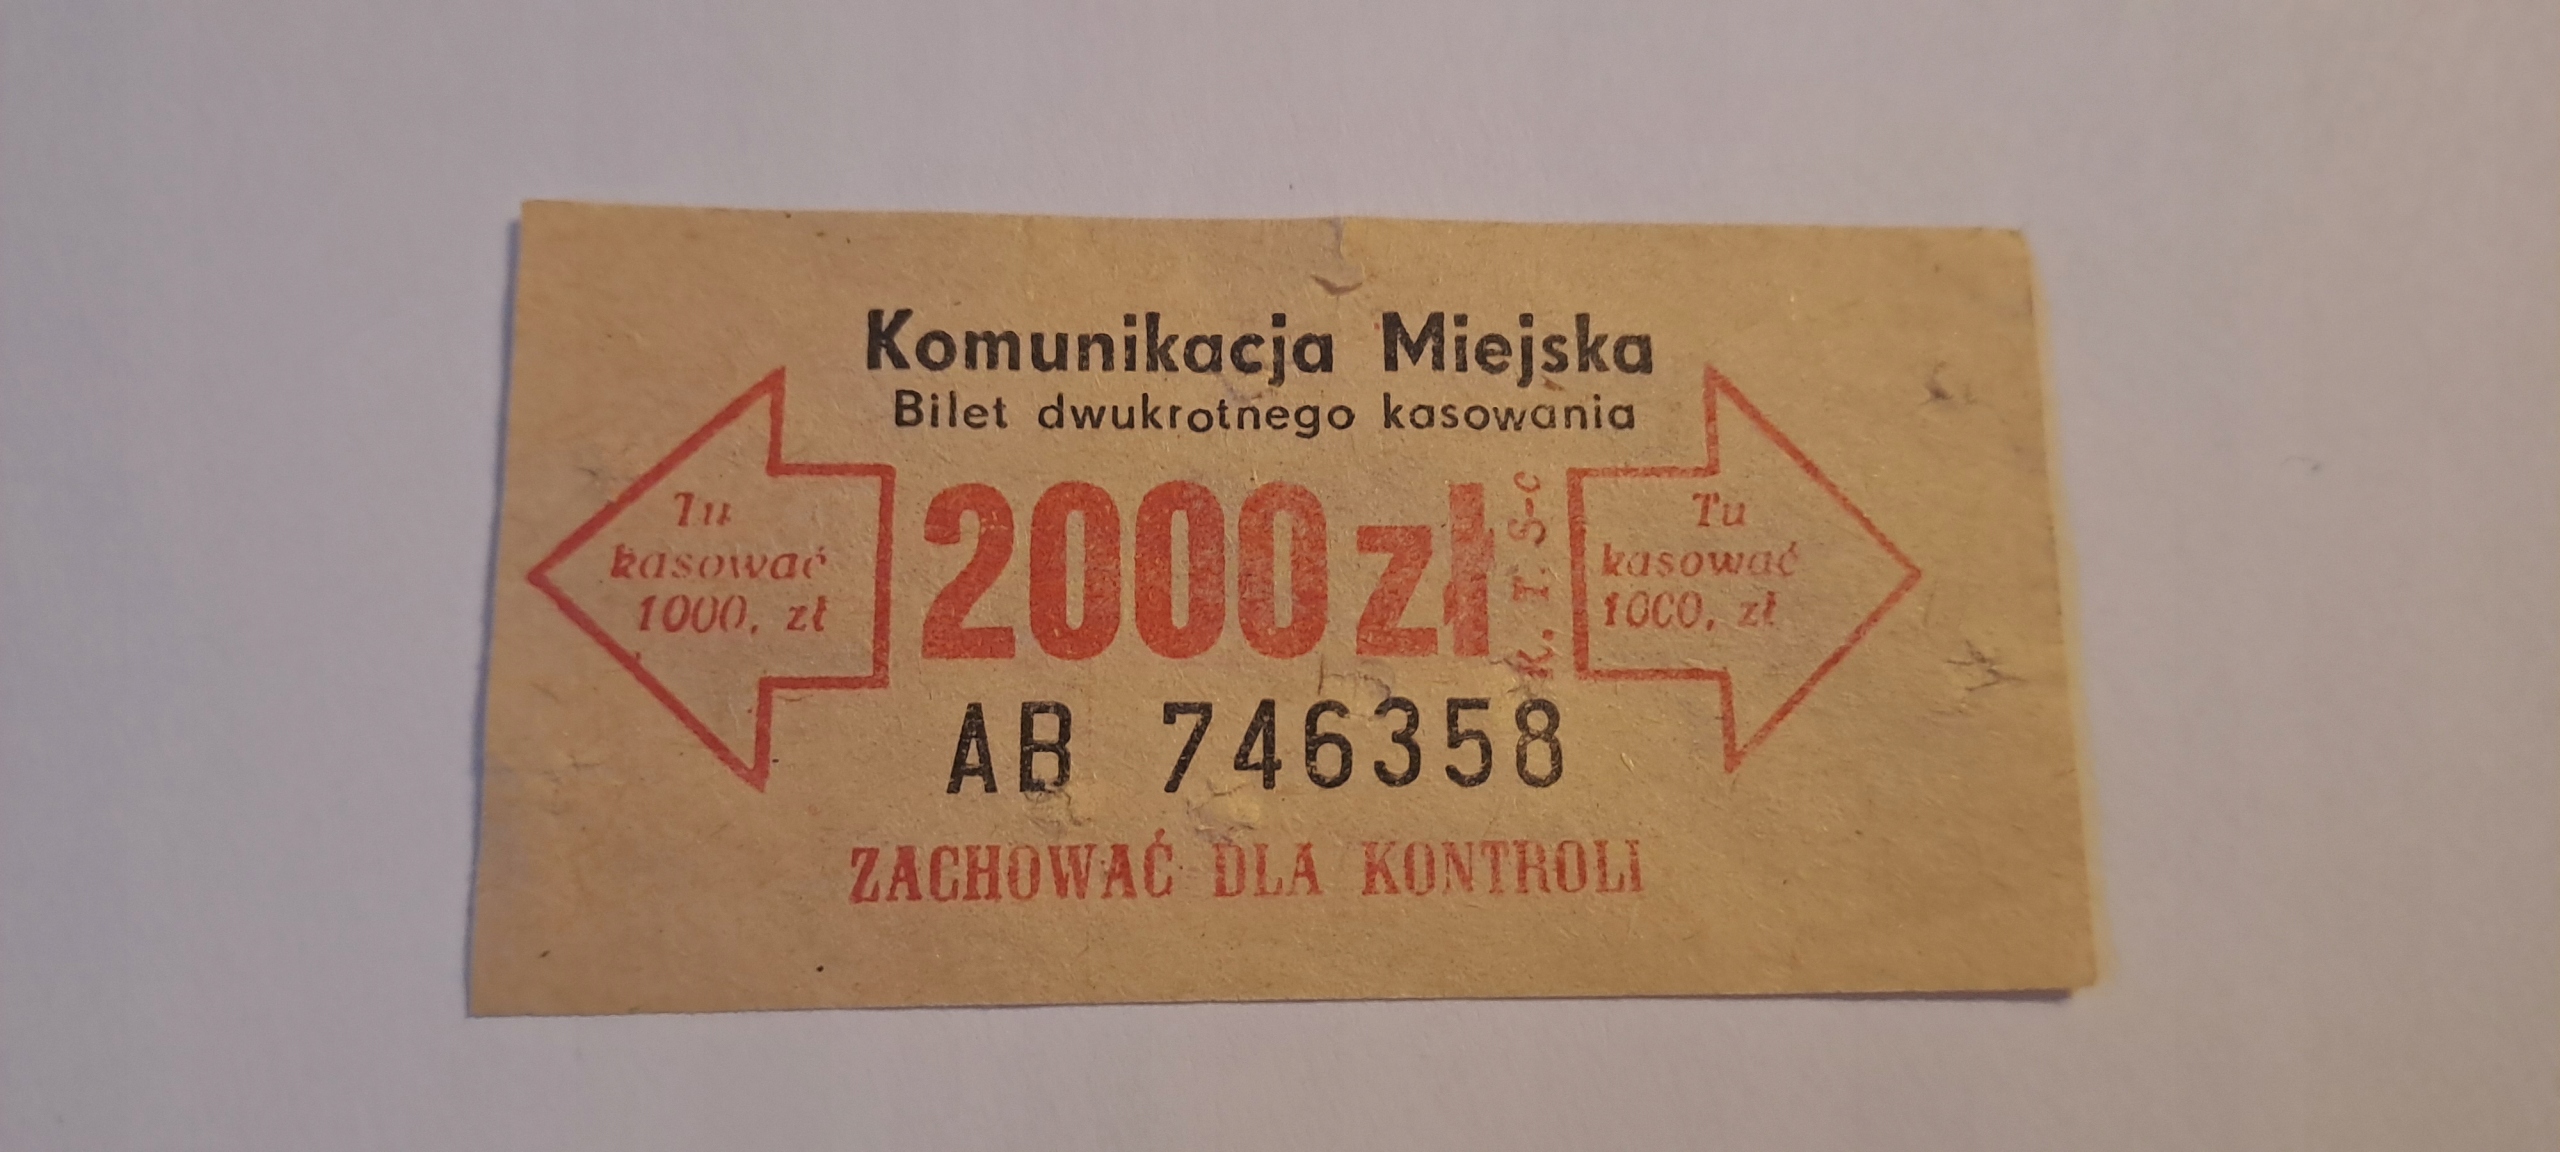 Komunikacja Miejska
Bilet dwukrotnego kasowania
Tu
kasować
1000, zł
2000 zł
K. T. S-c
Tu
kasować
1000, zł
AB 746358
ZACHOWAĆ DLA KONTROLI